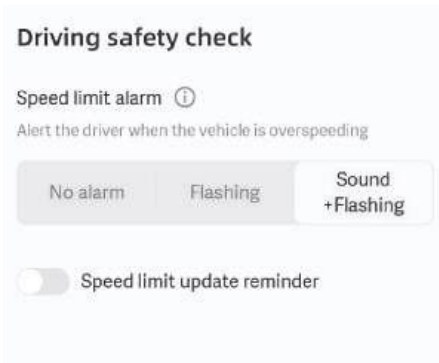 Driving safety check
Speed limit alarm
Alert the driver when the vehicle is overspeeding
No alarm
Flashing
Sound
+Flashing
Speed limit update reminder